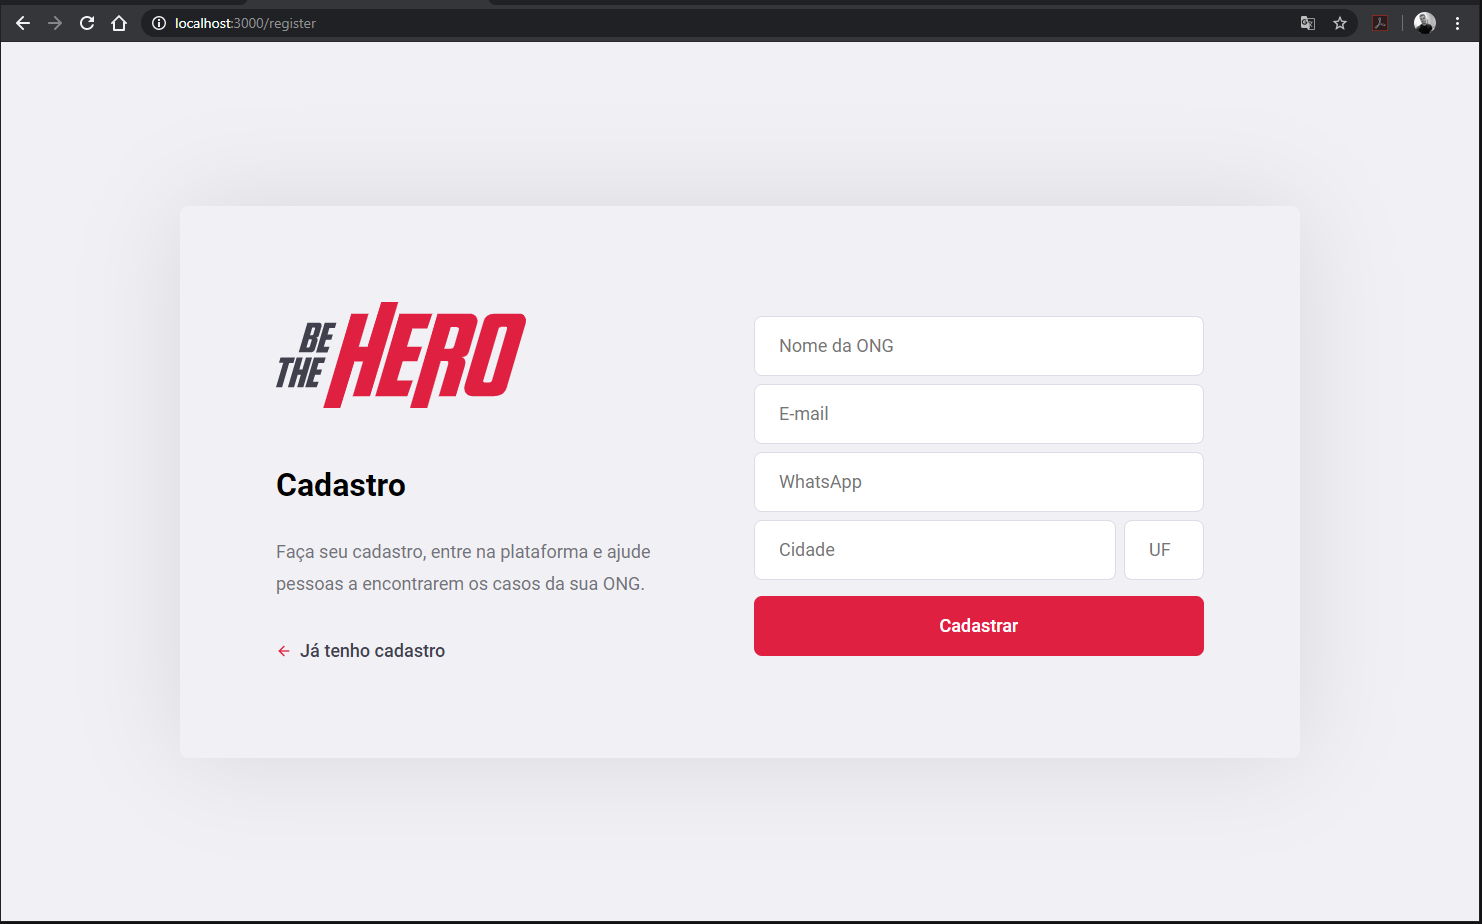 localhost:3000/register
BE
THE
HERO
Cadastro
Faça seu cadastro, entre na plataforma e ajude
pessoas a encontrarem os casos da sua ONG.
Já tenho cadastro
Nome da ONG
E-mail
WhatsApp
Cidade
UF
Cadastrar